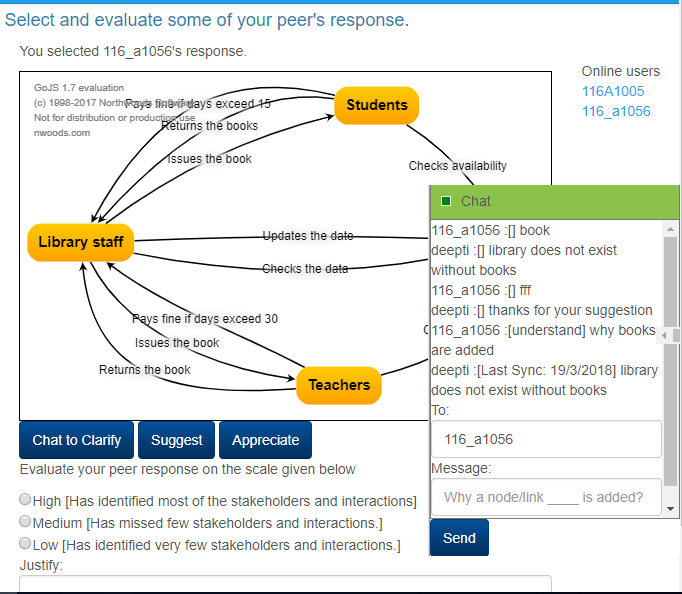 Select and evaluate some of your peer's response.
You selected 116_a1056's response.
Online users
116A1005
116_a1056
GoJS 1.7 evaluation
(c) 1998-2017 Northwoods Software
Not for distribution or production use
nwoods.com
Pays fine if days exceed 15
Returns the books
Issues the book
Students
Checks availability
Library staff
Updates the date
Checks the data
Pays fine if days exceed 30
Issues the book
Returns the book
Teachers
Chat
116_a1056 :[] book
deepti :[] library does not exist
without books
116_a1056 :[] fff
deepti :[] thanks for your suggestion
116_a1056 :[understand] why books
are added
deepti :[Last Sync: 19/3/2018] library
does not exist without books
To:
116_a1056
Message:
Why a node/link ____ is added?
Send
Chat to Clarify
Suggest
Appreciate
Evaluate your peer response on the scale given below
High [Has identified most of the stakeholders and interactions]
Medium [Has missed few stakeholders and interactions.]
Low [Has identified very few stakeholders and interactions.]
Justify: